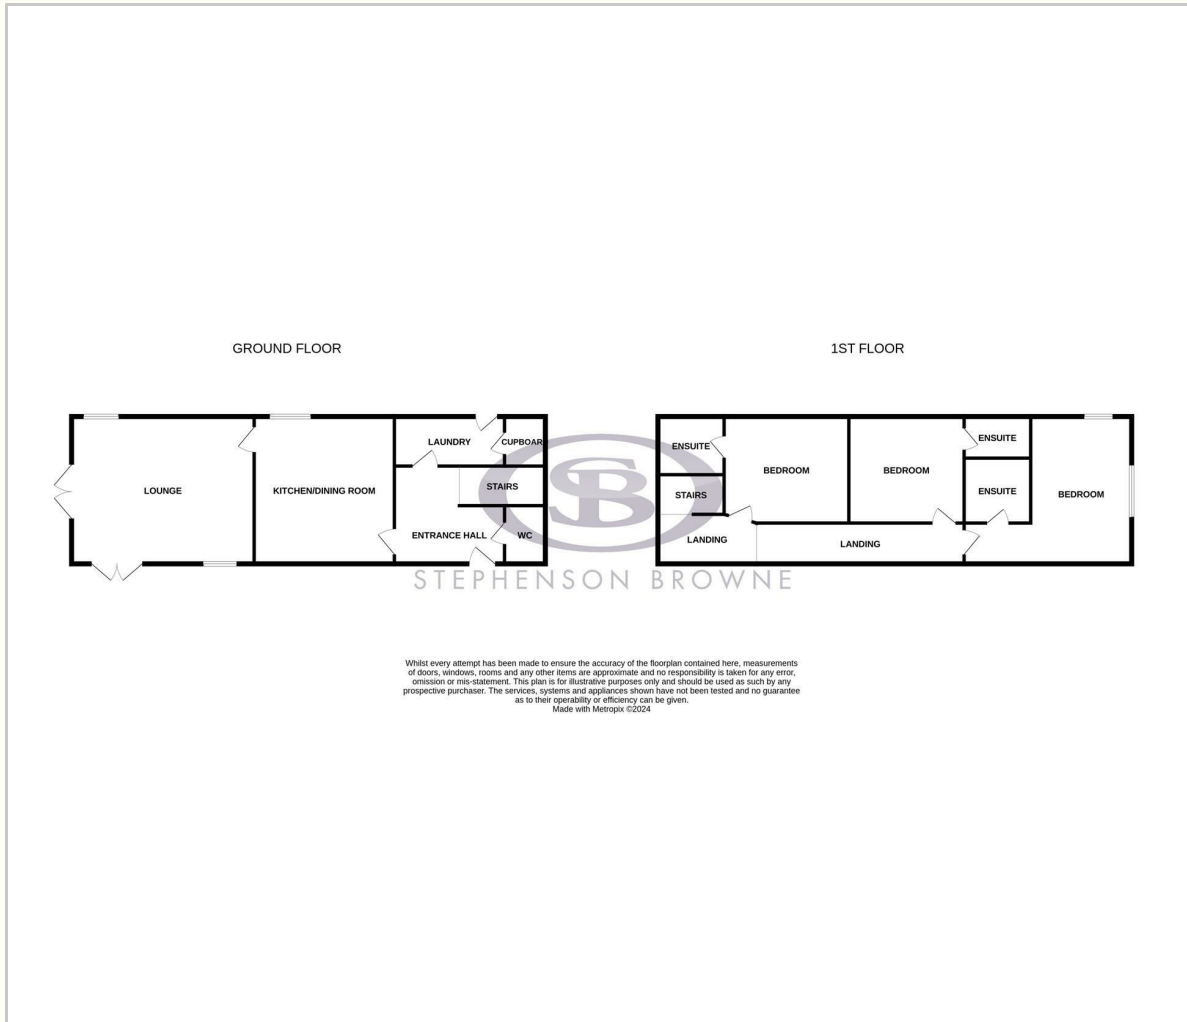 GROUND FLOOR
1ST FLOOR
LOUNGE
KITCHEN/DINING ROOM
LAUNDRY
CUPBOAR
STAIRS
ENTRANCE HALL
WC
ENSUITE
BEDROOM
STAIRS
LANDING
BEDROOM
LANDING
ENSUITE
ENSUITE
BEDROOM
SB
STEPHENSON BROWNE
Whilst every attempt has been made to ensure the accuracy of the floorplan contained here, measurements
of doors, windows, rooms and any other items are approximate and no responsibility is taken for any error,
omission or mis-statement. This plan is for illustrative purposes only and should be used as such by any
prospective purchaser. The services, systems and appliances shown have not been tested and no guarantee
as to their operability or efficiency can be given.
Made with Metropix ©2024